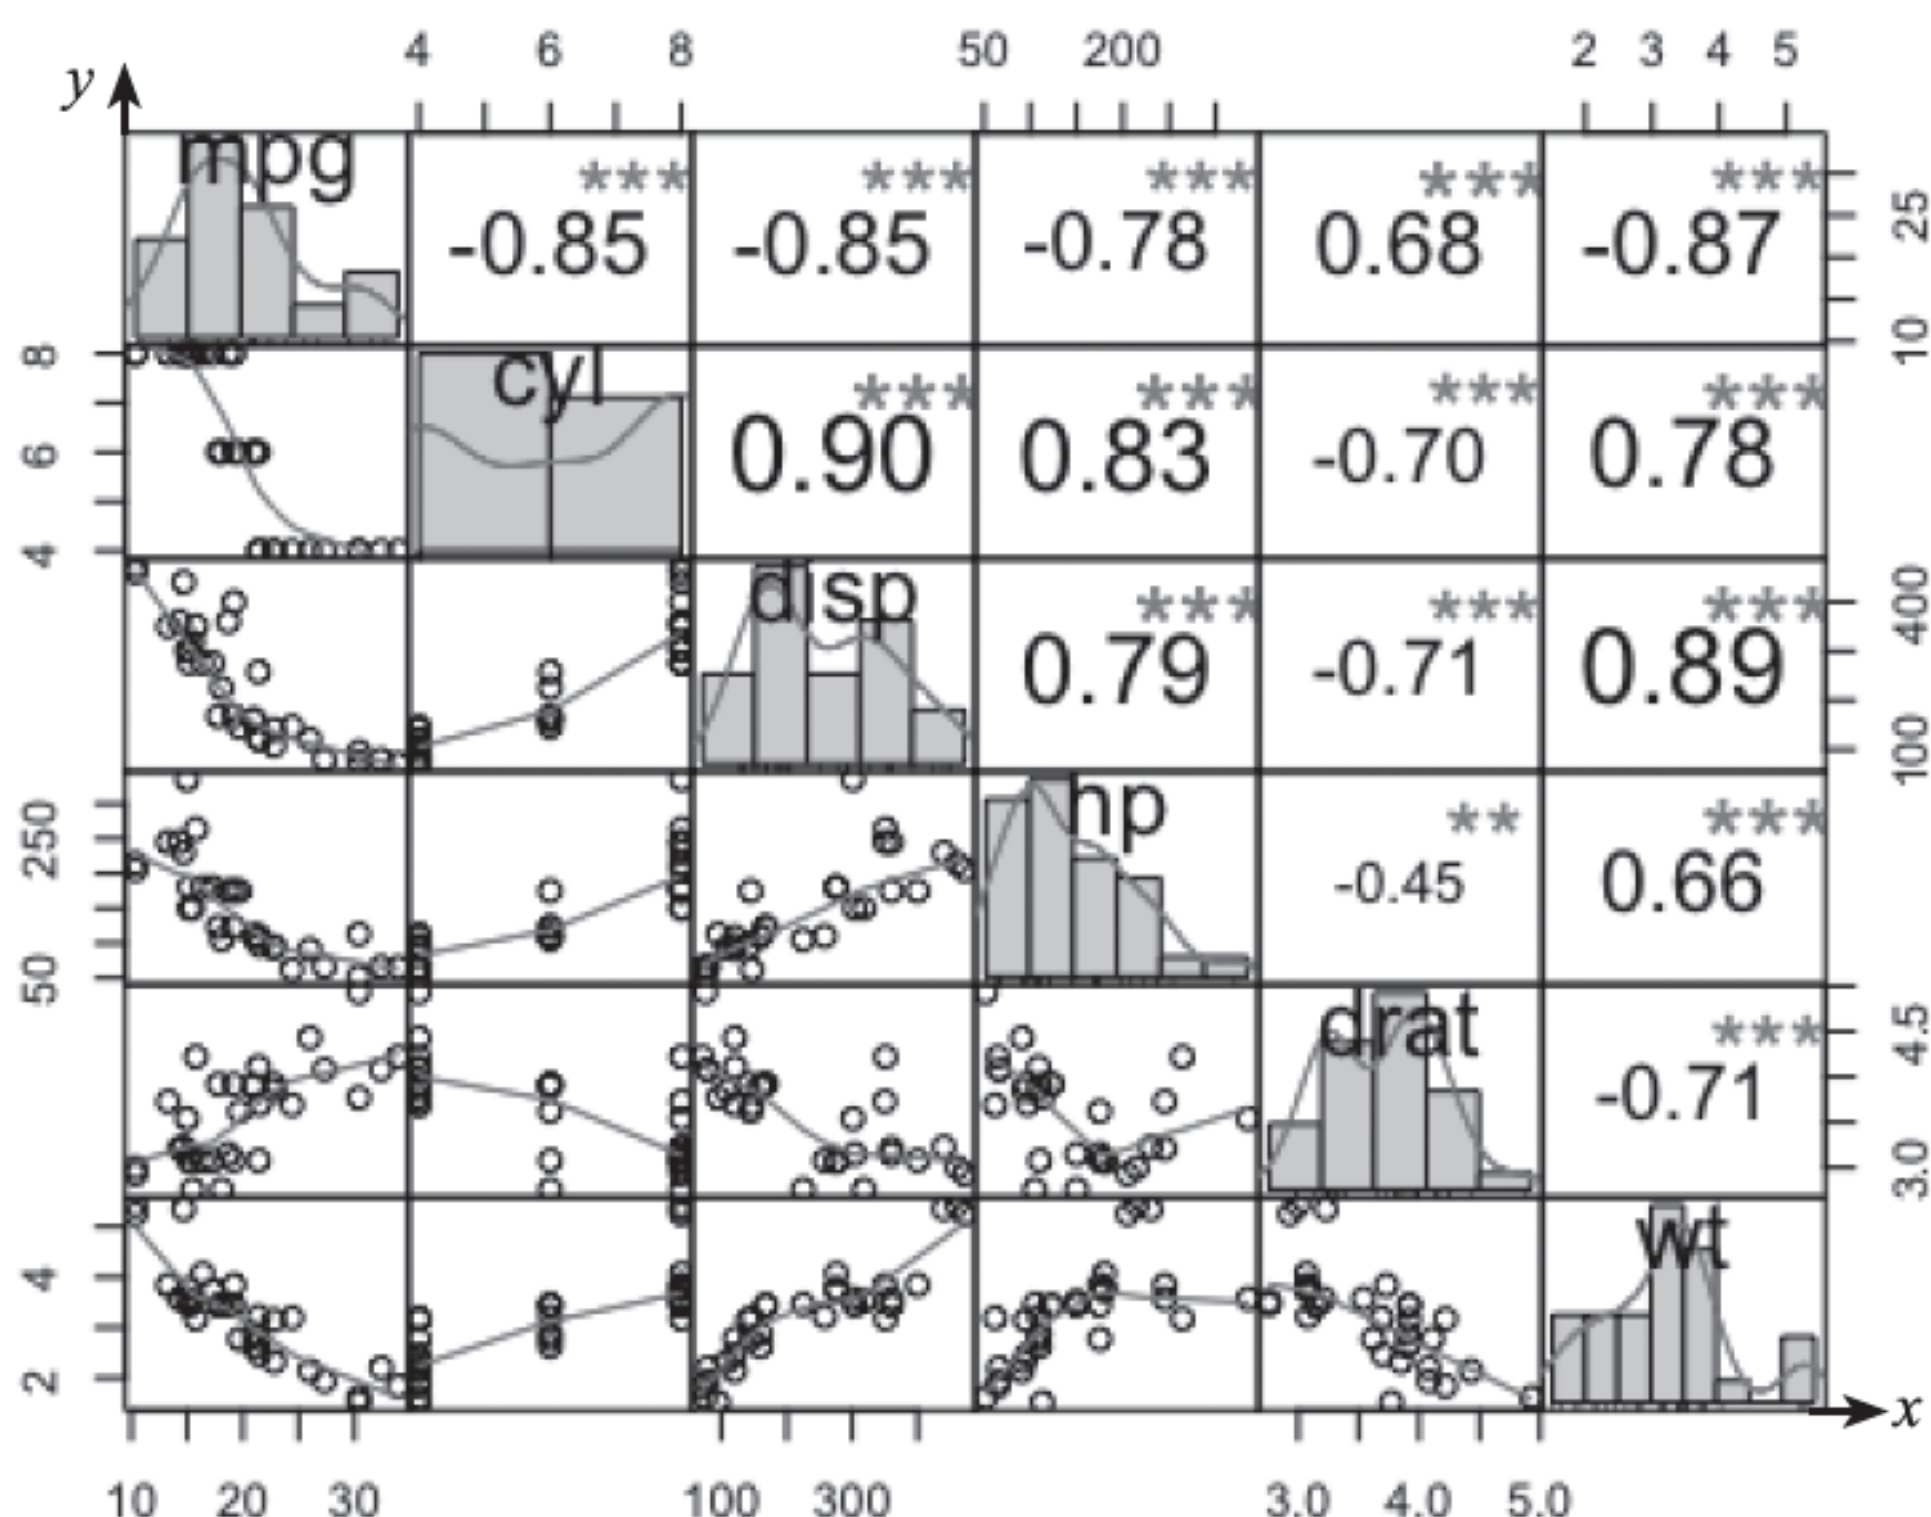 4 6 8 50 200 2 3 4 5
y
mpg *** *** *** *** ***
-0.85 -0.85 -0.78 0.68 -0.87 25
10
8 cyl *** *** *** ***
6 0.90 0.83 -0.70 0.78
4
disp *** *** *** 400
0.79 -0.71 0.89
100
hp ** ***
250
-0.45 0.66
50
drat *** 4.5
-0.71
3.0
wt
4
2
x
10 20 30 100 300 3.0 4.0 5.0